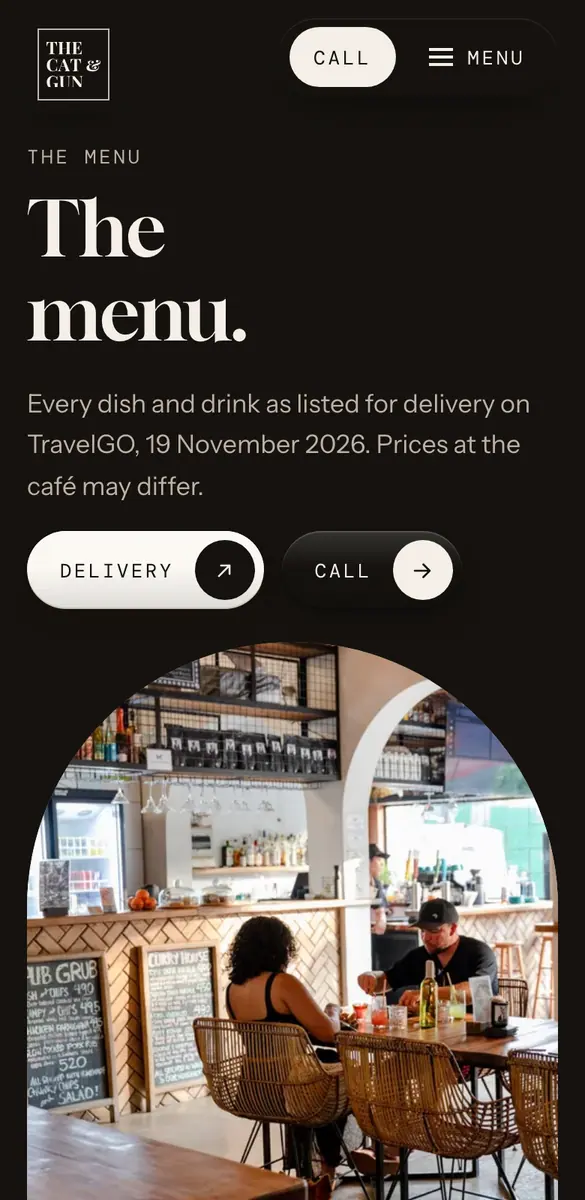 THE
CAT &
GUN
CALL
MENU
THE MENU
The
menu.
Every dish and drink as listed for delivery on
TravelGO, 19 November 2026. Prices at the
café may differ.
DELIVERY
CALL
PUB GRUB
495
CURRY HOUSE
520
SALAD!